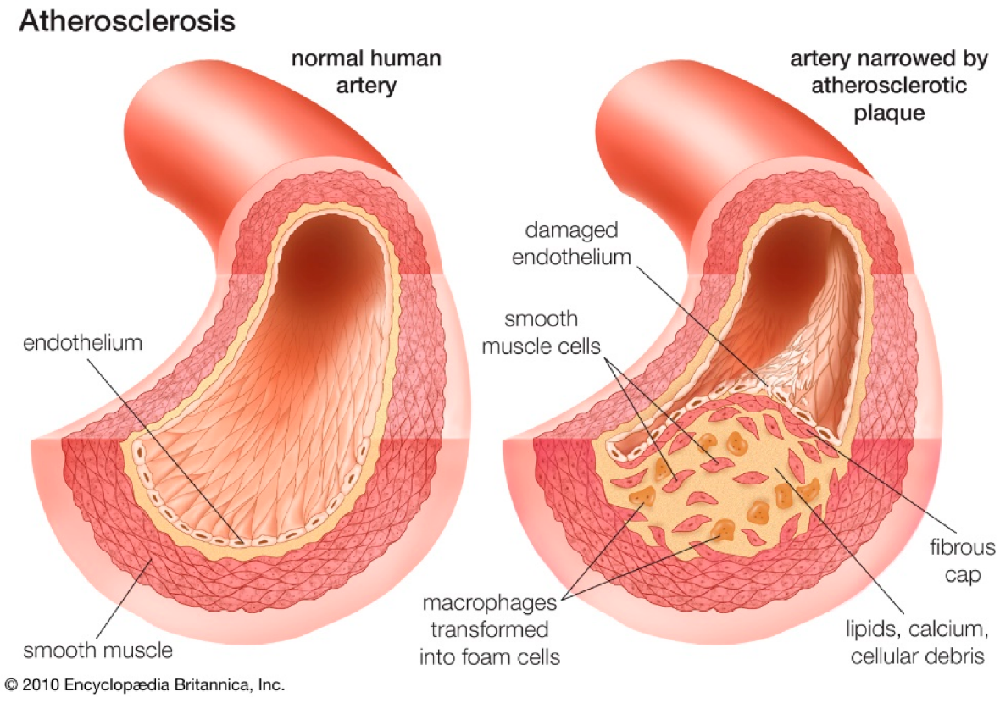 Atherosclerosis
normal human
artery
artery narrowed by
atherosclerotic
plaque
damaged
endothelium
smooth
muscle cells
endothelium
fibrous
cap
macrophages
transformed
into foam cells
lipids, calcium,
cellular debris
smooth muscle
© 2010 Encyclopædia Britannica, Inc.